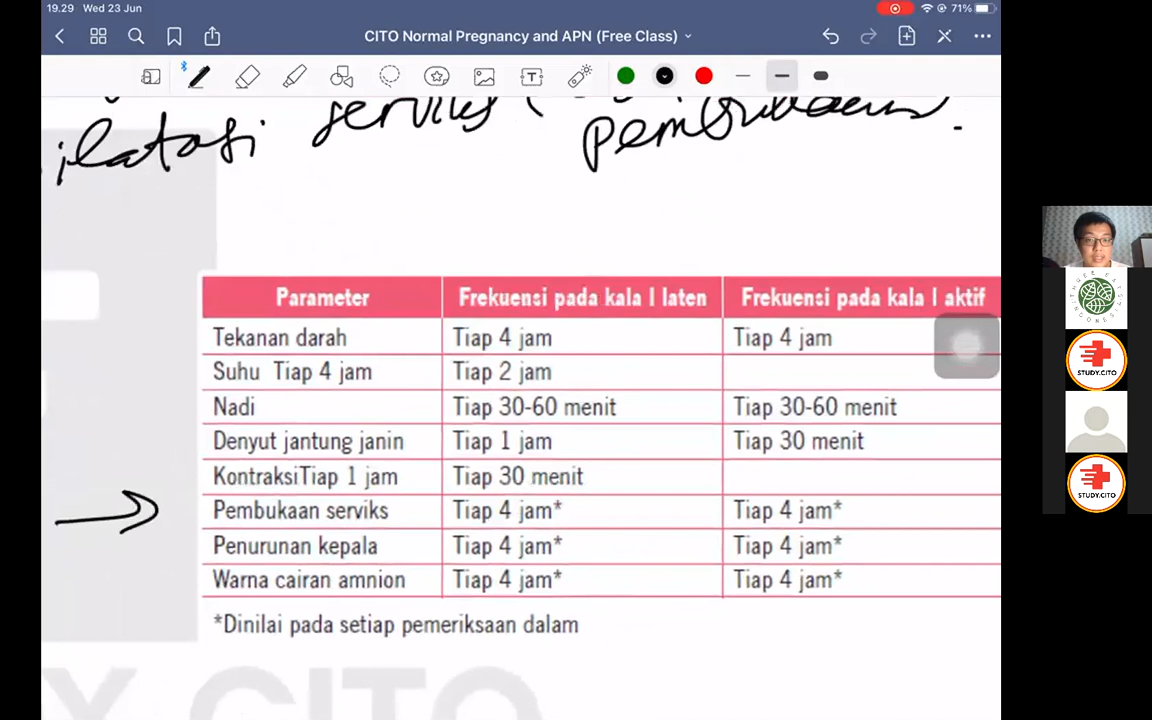 19.29 Wed 23 Jun 71%
CITO Normal Pregnancy and APN (Free Class)
serviks (
ilatasi pembukaan.
Parameter Frekuensi pada kala I laten Frekuensi pada kala I aktif
Tekanan darah Tiap 4 jam Tiap 4 jam
Suhu Tiap 4 jam Tiap 2 jam
Nadi Tiap 30-60 menit Tiap 30-60 menit
Denyut jantung janin Tiap 1 jam Tiap 30 menit
KontraksiTiap 1 jam Tiap 30 menit
Pembukaan serviks Tiap 4 jam* Tiap 4 jam*
Penurunan kepala Tiap 4 jam* Tiap 4 jam*
Warna cairan amnion Tiap 4 jam* Tiap 4 jam*
*Dinilai pada setiap pemeriksaan dalam
Y CITO
STUDY.CITO
STUDY.CITO